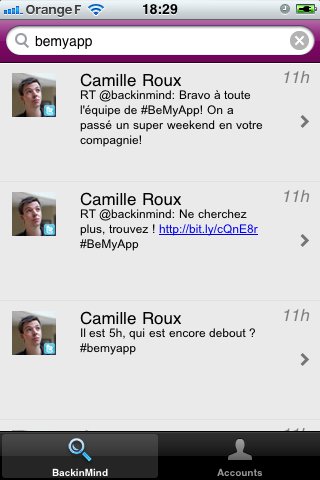 Orange F 18:29
bemyapp
Camille Roux 11h
RT @backinmind: Bravo à toute
l'équipe de #BeMyApp! On a
passé un super weekend en votre
compagnie!
Camille Roux 11h
RT @backinmind: Ne cherchez
plus, trouvez ! http://bit.ly/cQnE8r
#BeMyApp
Camille Roux 11h
Il est 5h, qui est encore debout ?
#bemyapp
BackinMind Accounts